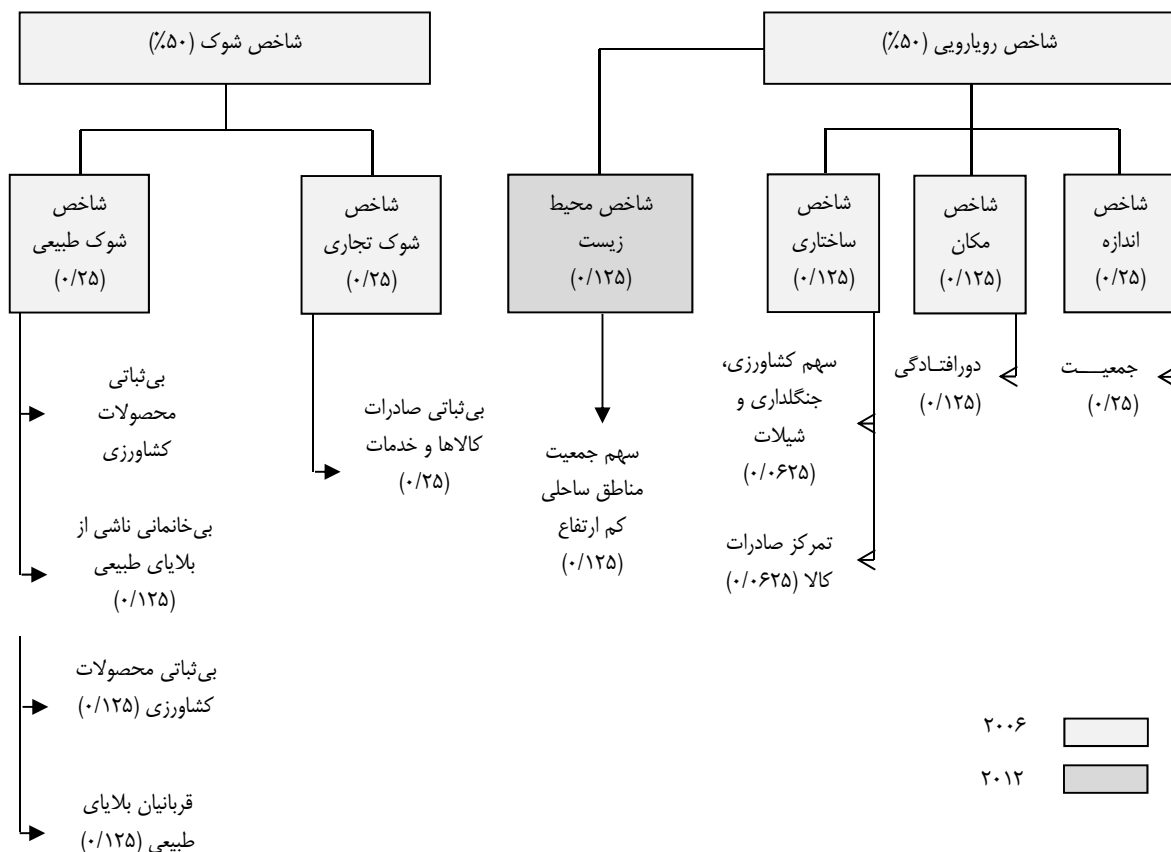 شاخص رویارویی (۵۰٪)
شاخص شوک (۵۰٪)
شاخص
اندازه
(۰/۲۵)
شاخص
مکان
(۰/۱۲۵)
شاخص
ساختاری
(۰/۱۲۵)
شاخص محیط
زیست
(۰/۱۲۵)
شاخص
شوک تجاری
(۰/۲۵)
شاخص
شوک طبیعی
(۰/۲۵)
جمعیـــت
(۰/۲۵)
دورافتـادگی
(۰/۱۲۵)
سهم کشاورزی،
جنگلداری و
شیلات
(۰/۰۶۲۵)
تمرکز صادرات
کالا (۰/۰۶۲۵)
سهم جمعیت
مناطق ساحلی
کم ارتفاع
(۰/۱۲۵)
بی‌ثباتی صادرات
کالاها و خدمات
(۰/۲۵)
بی‌ثباتی
محصولات
کشاورزی
بی‌خانمانی ناشی از
بلایای طبیعی
(۰/۱۲۵)
بی‌ثباتی محصولات
کشاورزی (۰/۱۲۵)
قربانیان بلایای
طبیعی (۰/۱۲۵)
۲۰۰۶
۲۰۱۲